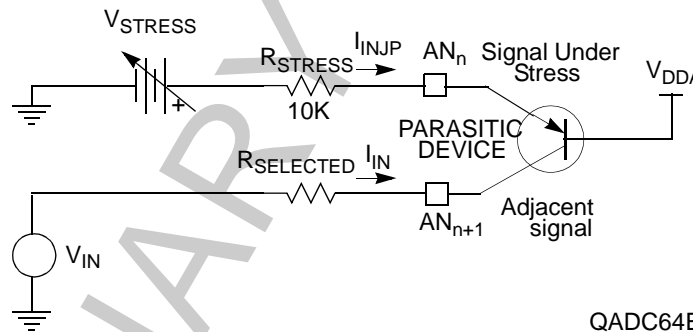 VSTRESS
+
RSTRESS
10K
IINJP
ANn
Signal Under
Stress
VDDA
PARASITIC
DEVICE
RSELECTED
IIN
ANn+1
Adjacent
signal
VIN
QADC64E